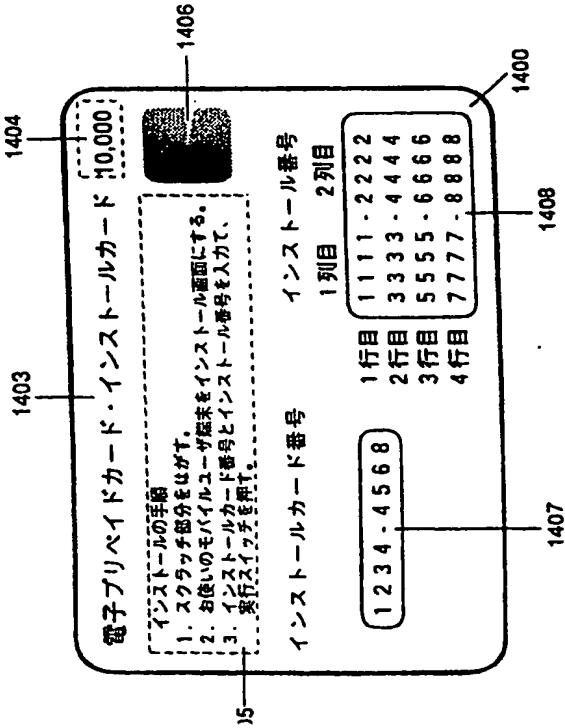 1403
1404
1406
電子プリペイドカード・インストールカード
10,000
インストールの手順
1. スクラッチ部分をはがす。
2. お使いのモバイルユーザ端末をインストール画面にする。
3. インストールカード番号とインストール番号を入力て、
実行スイッチを押す。
インストールカード番号
1234-4568
インストール番号
1列目 2列目
1行目 1111-2222
2行目 3333-4444
3行目 5555-6666
4行目 7777-8888
1400
1407
1408